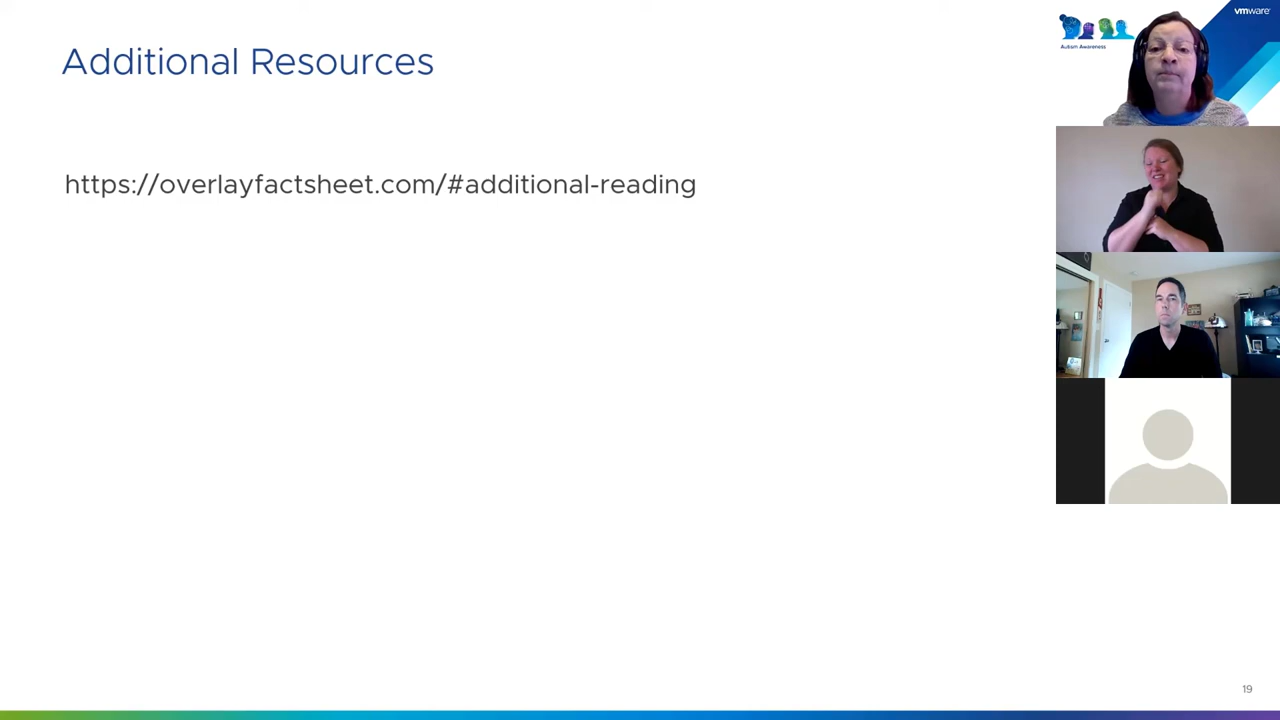 Additional Resources
https://overlayfactsheet.com/#additional-reading
vmware
Autism Awareness
19